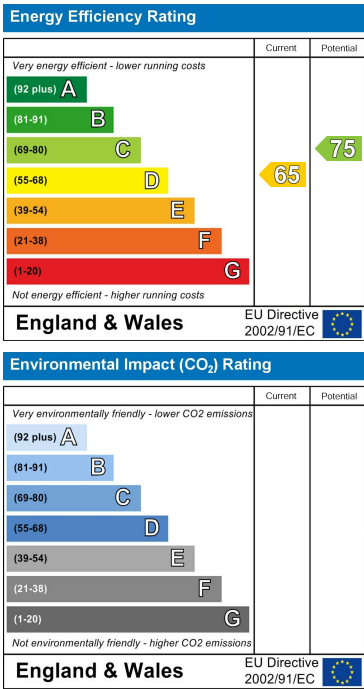 Energy Efficiency Rating
Current Potential
Very energy efficient - lower running costs
(92 plus) A
(81-91) B
(69-80) C
(55-68) D
(39-54) E
(21-38) F
(1-20) G
65
75
Not energy efficient - higher running costs
England & Wales
EU Directive
2002/91/EC
Environmental Impact (CO₂) Rating
Current Potential
Very environmentally friendly - lower CO2 emissions
(92 plus) A
(81-91) B
(69-80) C
(55-68) D
(39-54) E
(21-38) F
(1-20) G
Not environmentally friendly - higher CO2 emissions
England & Wales
EU Directive
2002/91/EC